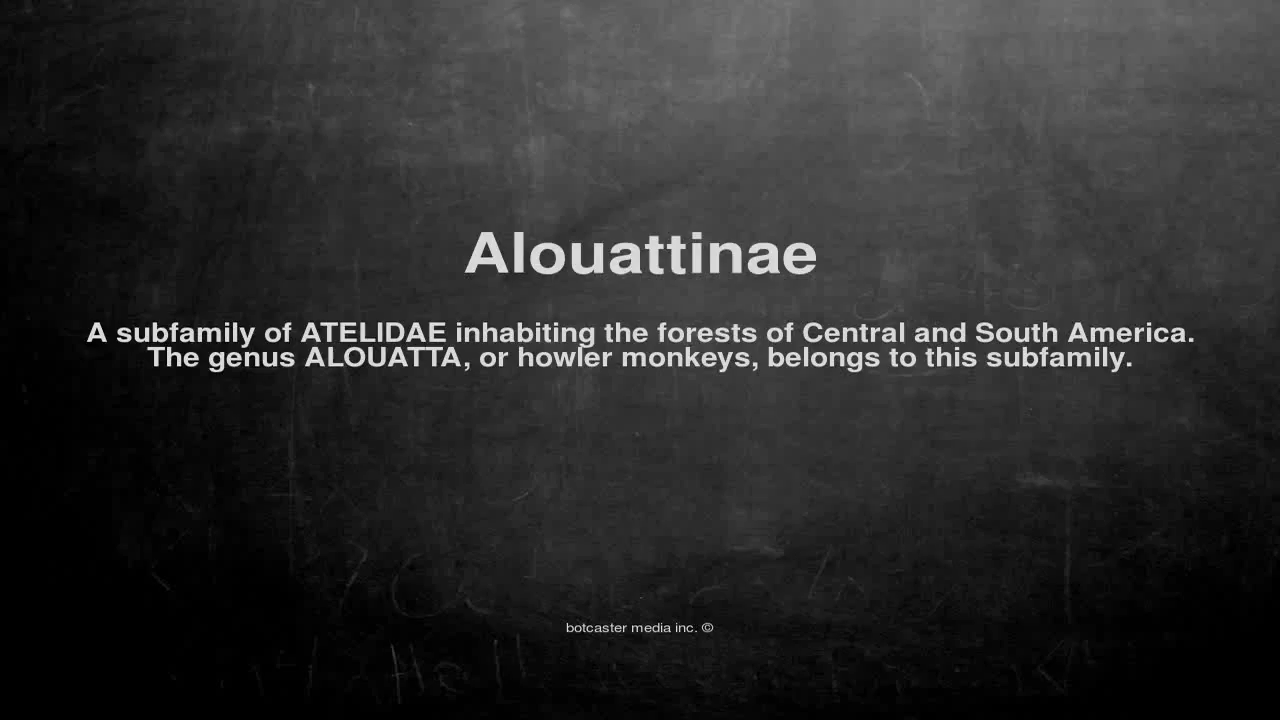 Alouattinae
A subfamily of ATELIDAE inhabiting the forests of Central and South America.
The genus ALOUATTA, or howler monkeys, belongs to this subfamily.
botcaster media inc. ©